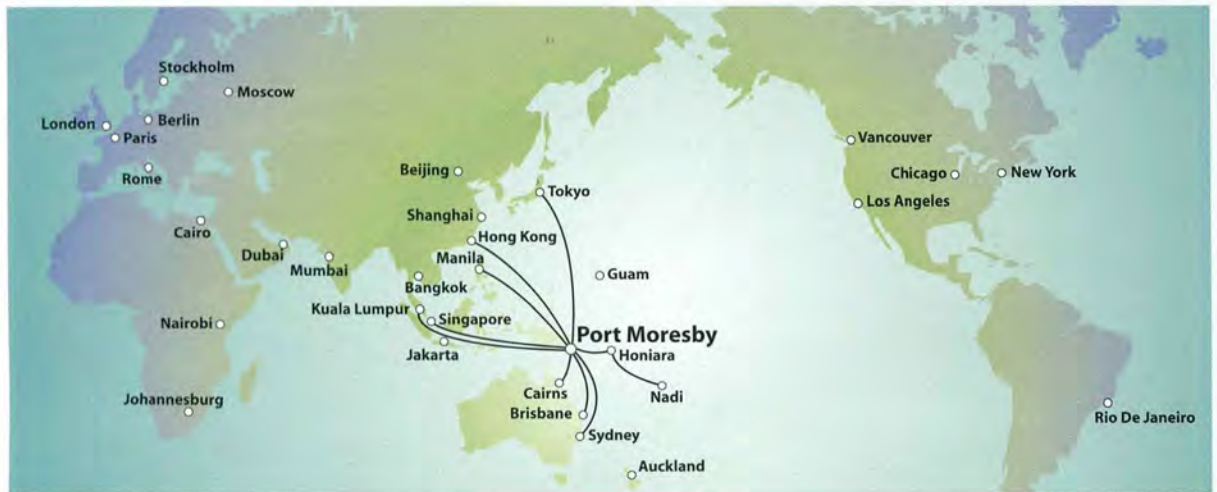 Stockholm
Moscow
London
Berlin
Paris
Rome
Cairo
Dubai
Mumbai
Nairobi
Johannesburg
Beijing
Tokyo
Shanghai
Hong Kong
Manila
Bangkok
Guam
Kuala Lumpur
Singapore
Port Moresby
Jakarta
Honiara
Cairns
Nadi
Brisbane
Sydney
Auckland
Vancouver
Chicago
New York
Los Angeles
Rio De Janeiro